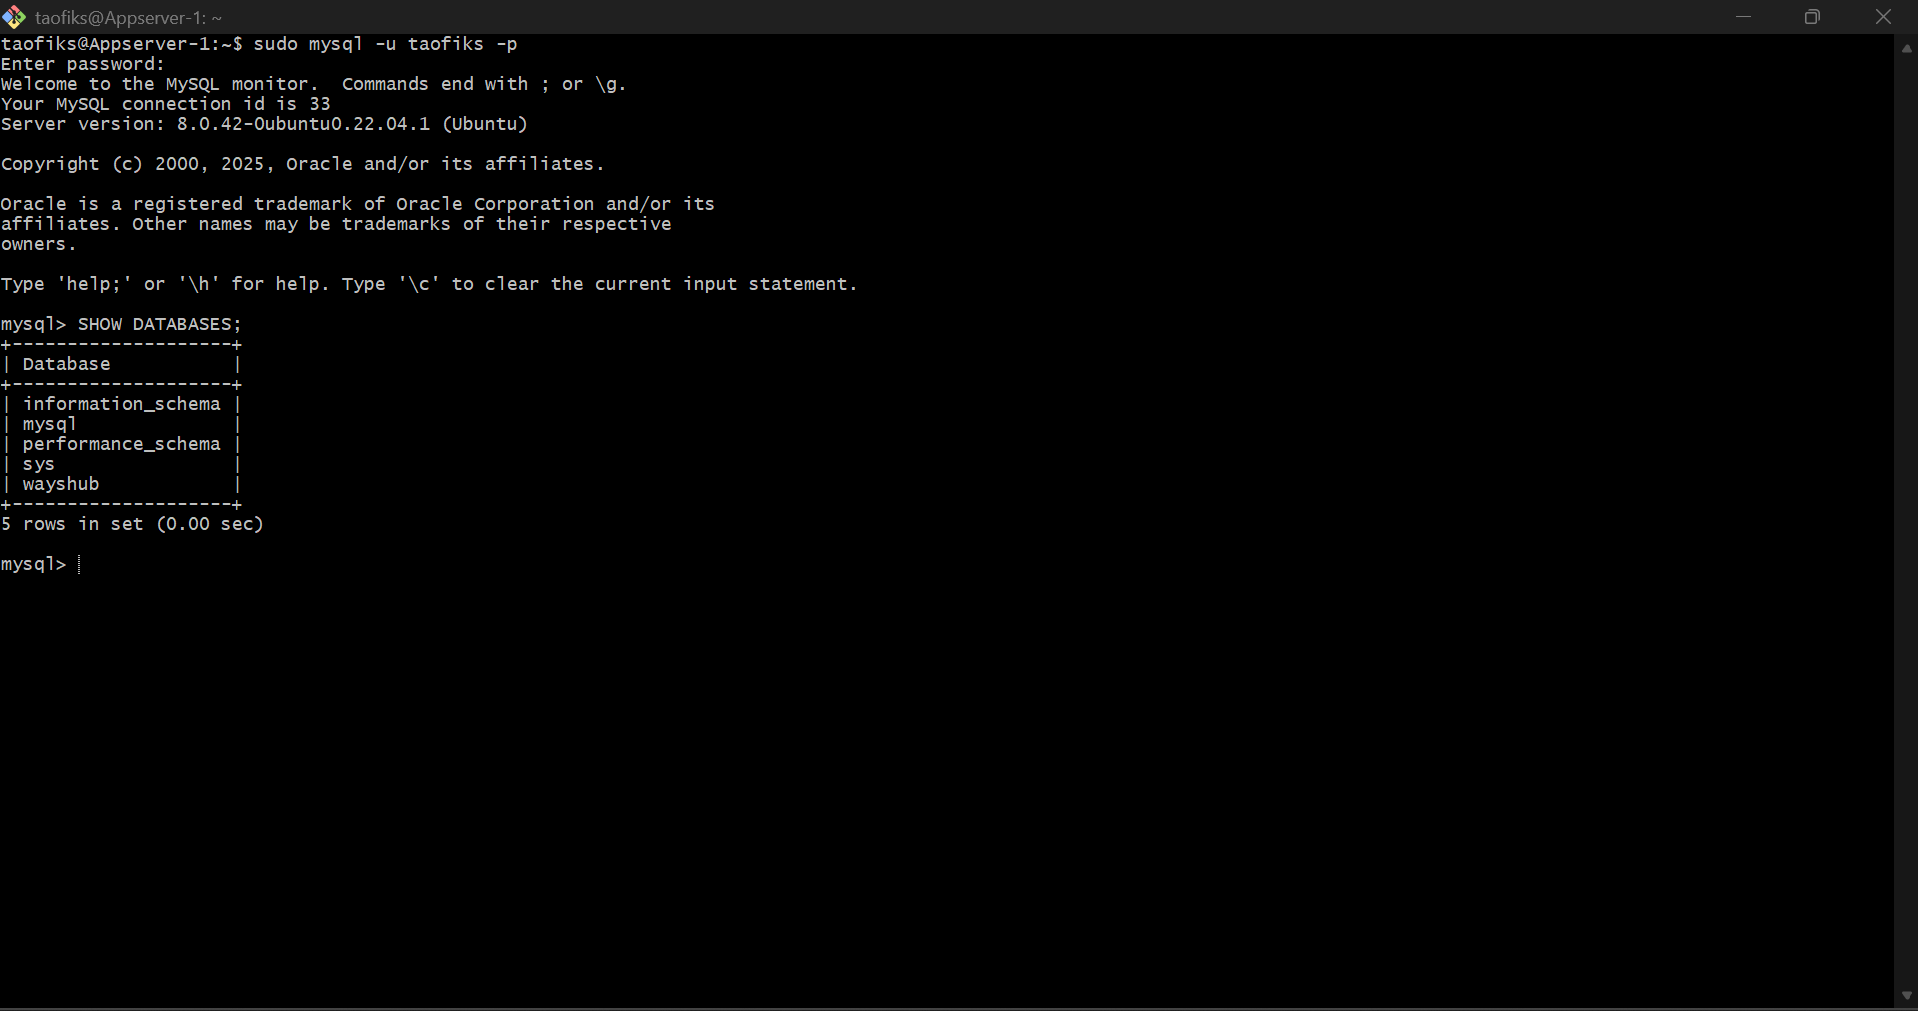 taofiks@Appserver-1: ~
taofiks@Appserver-1:~$ sudo mysql -u taofiks -p
Enter password:
Welcome to the MySQL monitor.  Commands end with ; or \g.
Your MySQL connection id is 33
Server version: 8.0.42-0ubuntu0.22.04.1 (Ubuntu)

Copyright (c) 2000, 2025, Oracle and/or its affiliates.

Oracle is a registered trademark of Oracle Corporation and/or its
affiliates. Other names may be trademarks of their respective
owners.

Type 'help;' or '\h' for help. Type '\c' to clear the current input statement.

mysql> SHOW DATABASES;
+--------------------+
| Database           |
+--------------------+
| information_schema |
| mysql              |
| performance_schema |
| sys                |
| wayshub            |
+--------------------+
5 rows in set (0.00 sec)

mysql>